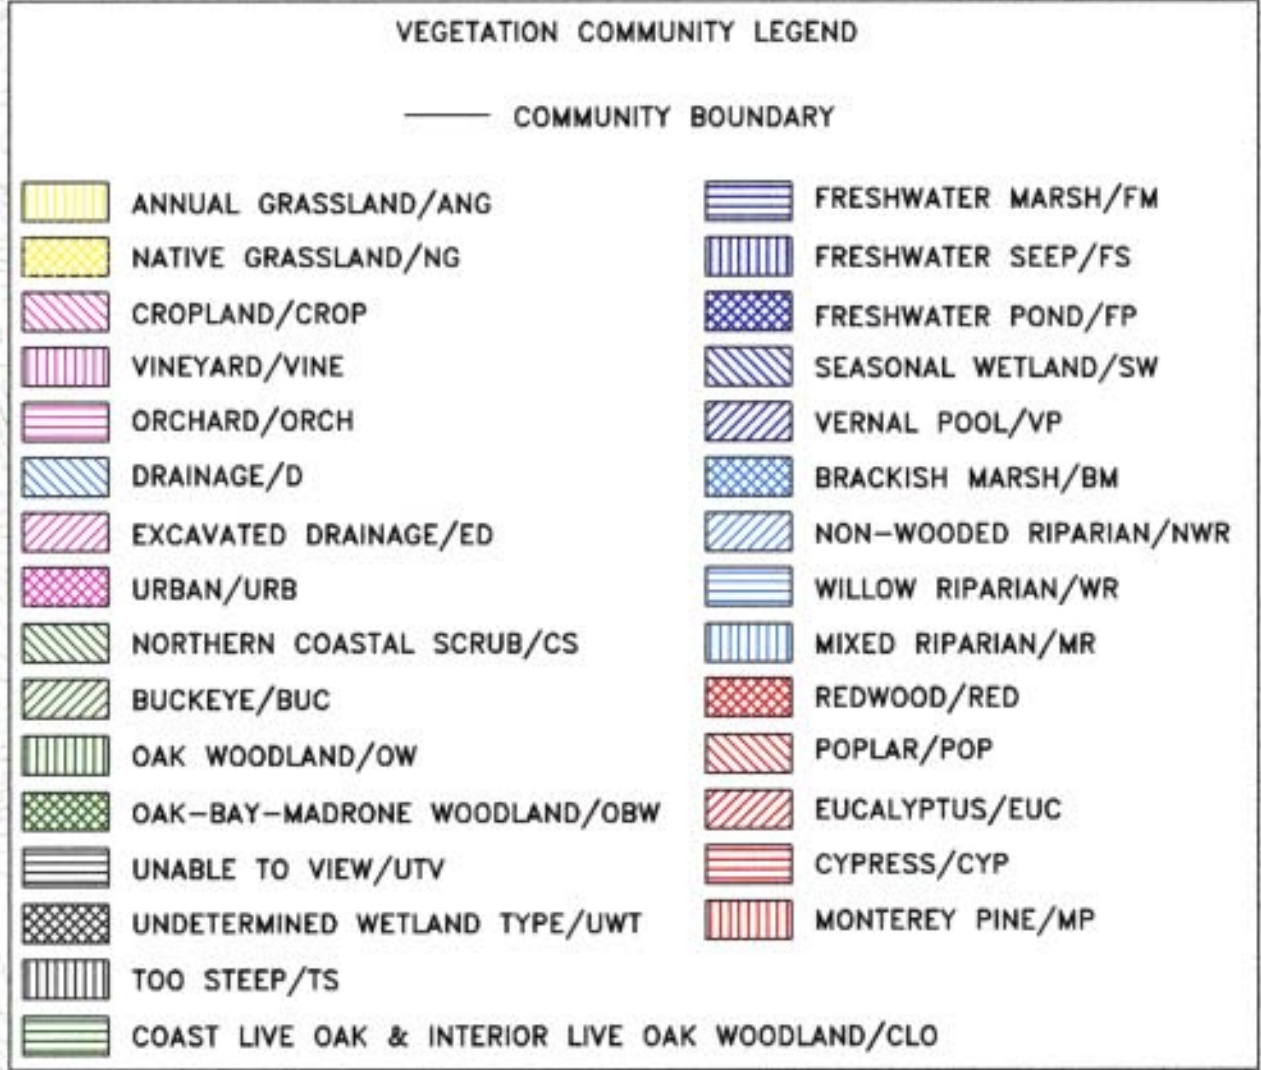 VEGETATION COMMUNITY LEGEND
COMMUNITY BOUNDARY
ANNUAL GRASSLAND/ANG
NATIVE GRASSLAND/NG
CROPLAND/CROP
VINEYARD/VINE
ORCHARD/ORCH
DRAINAGE/D
EXCAVATED DRAINAGE/ED
URBAN/URB
NORTHERN COASTAL SCRUB/CS
BUCKEYE/BUC
OAK WOODLAND/OW
OAK-BAY-MADRONE WOODLAND/OBW
UNABLE TO VIEW/UTV
UNDETERMINED WETLAND TYPE/UWT
TOO STEEP/TS
COAST LIVE OAK & INTERIOR LIVE OAK WOODLAND/CLO
FRESHWATER MARSH/FM
FRESHWATER SEEP/FS
FRESHWATER POND/FP
SEASONAL WETLAND/SW
VERNAL POOL/VP
BRACKISH MARSH/BM
NON-WOODED RIPARIAN/NWR
WILLOW RIPARIAN/WR
MIXED RIPARIAN/MR
REDWOOD/RED
POPLAR/POP
EUCALYPTUS/EUC
CYPRESS/CYP
MONTEREY PINE/MP